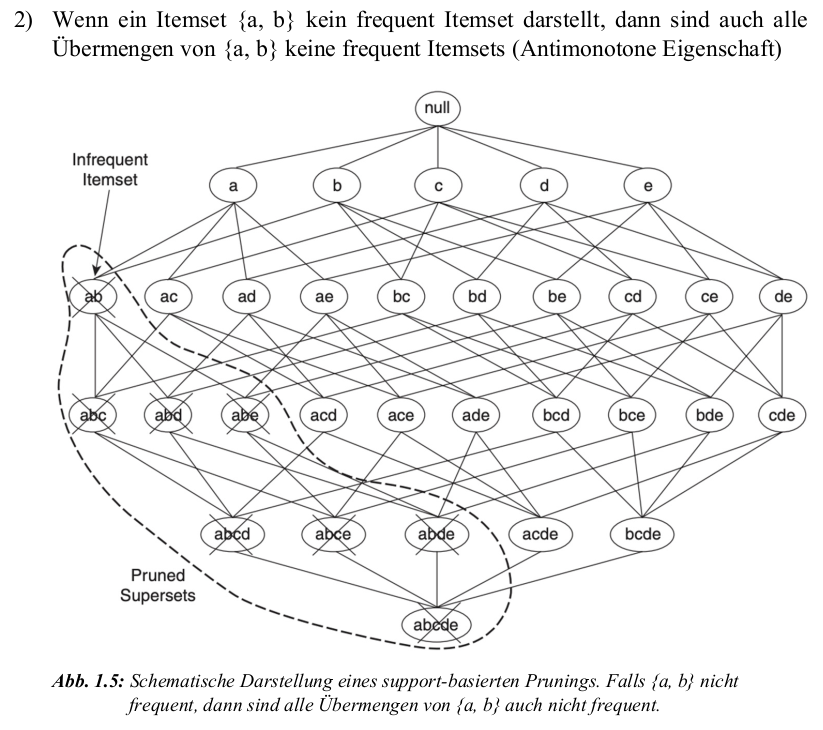 2) Wenn ein Itemset {a, b} kein frequent Itemset darstellt, dann sind auch alle
Übermengen von {a, b} keine frequent Itemsets (Antimonotone Eigenschaft)
null
Infrequent
Itemset
a b c d e
ab ac ad ae bc bd be cd ce de
abc abd abe acd ace ade bcd bce bde cde
abcd abce abde acde bcde
Pruned
Supersets
abcde
Abb. 1.5: Schematische Darstellung eines support-basierten Prunings. Falls {a, b} nicht
frequent, dann sind alle Übermengen von {a, b} auch nicht frequent.